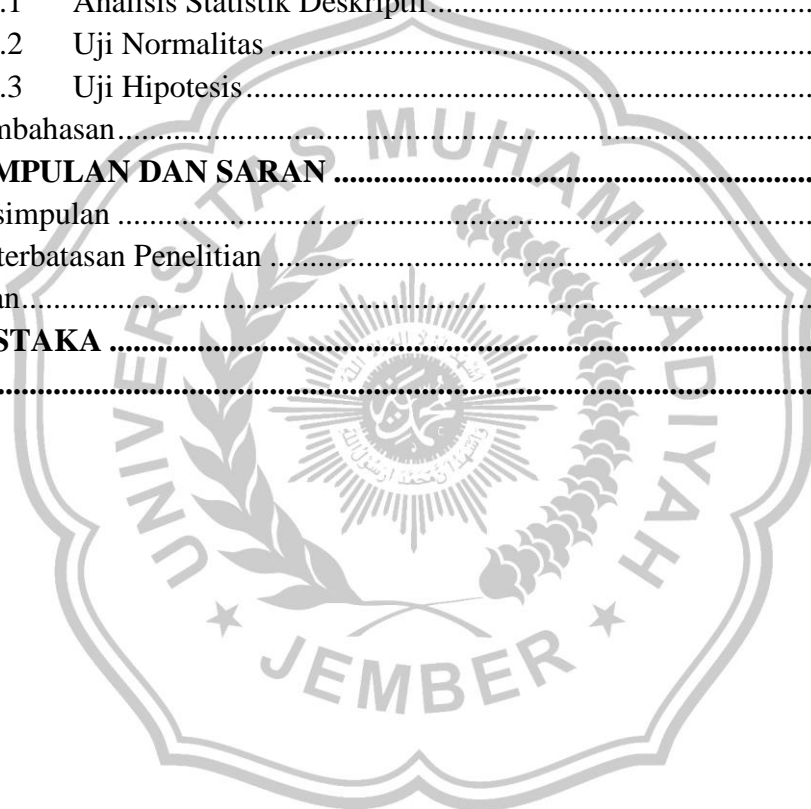 .1 Analisis Statistik Deskriptif
.2 Uji Normalitas
.3 Uji Hipotesis
mbahasan
MPULAN DAN SARAN
simpulan
terbatasan Penelitian
an
STAKA
UNIVERSITAS MUHAMMADIYAH
JEMBER